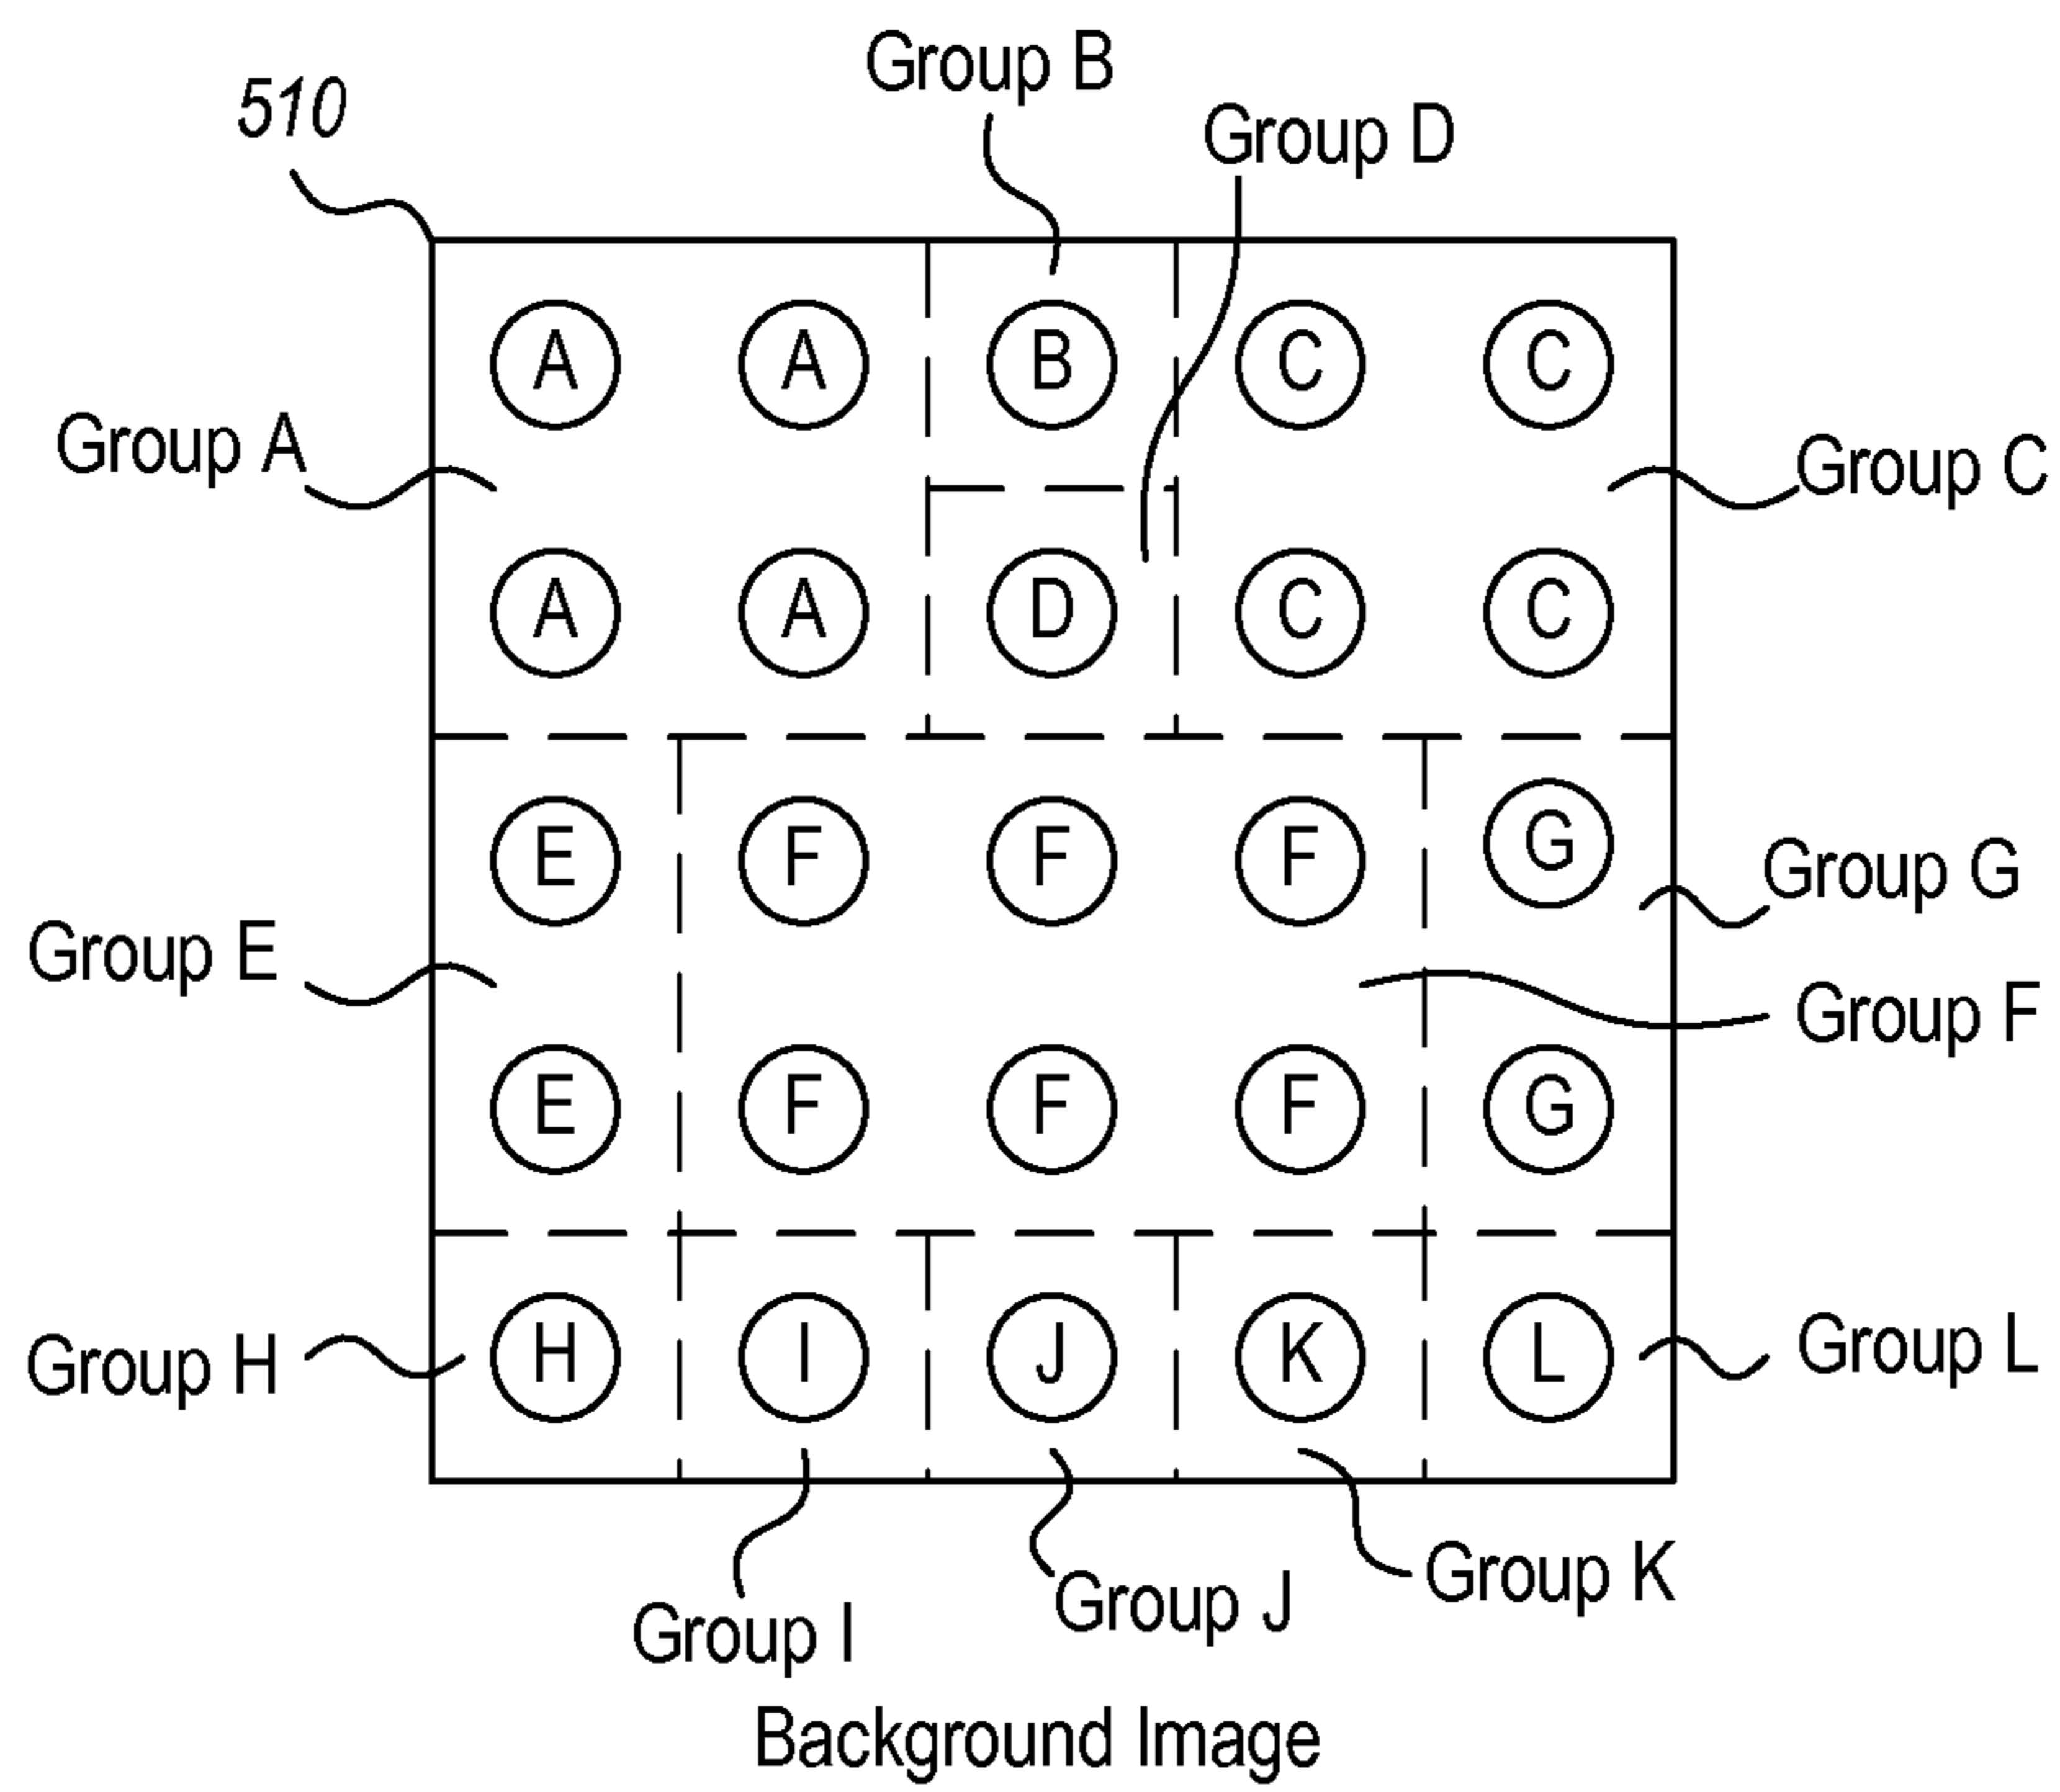 Group B
510
Group D
A A B C C
Group A
Group C
A A D C C
E F F F G
Group G
Group E
Group F
E F F F G
H I J K L
Group H
Group L
Group K
Group J
Group I
Background Image